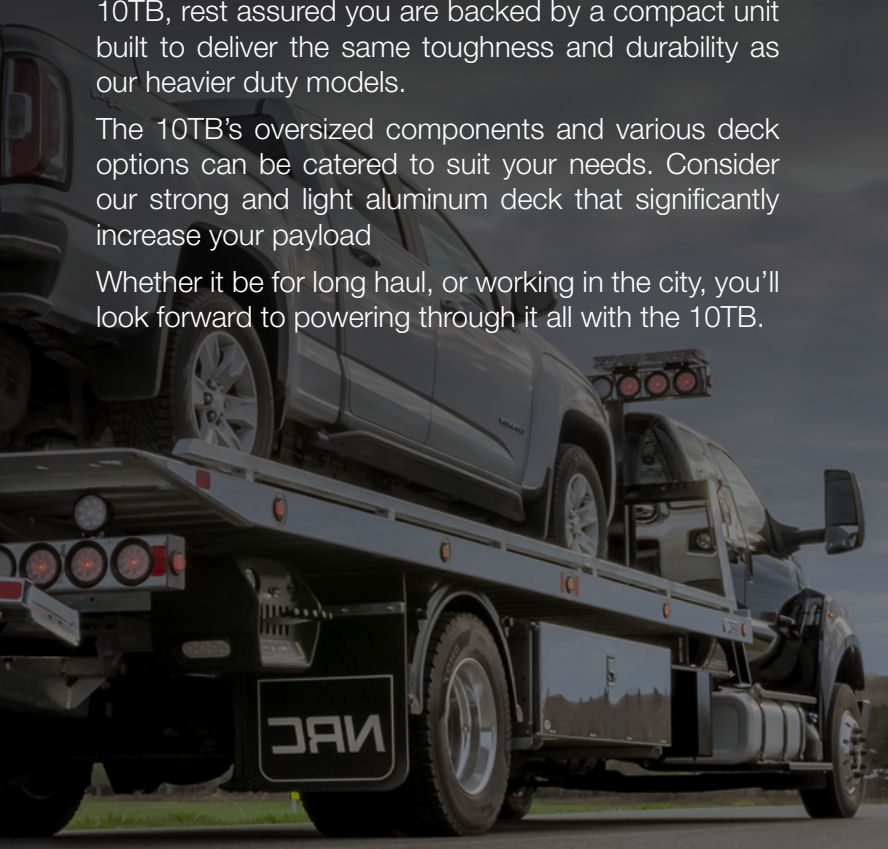 10TB, rest assured you are backed by a compact unit
built to deliver the same toughness and durability as
our heavier duty models.
The 10TB’s oversized components and various deck
options can be catered to suit your needs. Consider
our strong and light aluminum deck that significantly
increase your payload
Whether it be for long haul, or working in the city, you’ll
look forward to powering through it all with the 10TB.
NRC